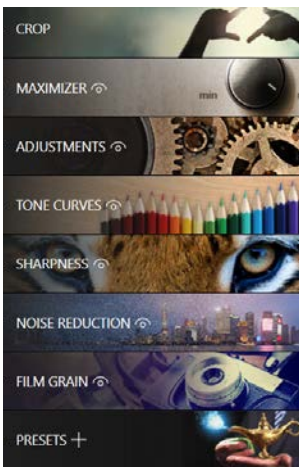 CROP
MAXIMIZER
min
ADJUSTMENTS
TONE CURVES
SHARPNESS
NOISE REDUCTION
FILM GRAIN
PRESETS +